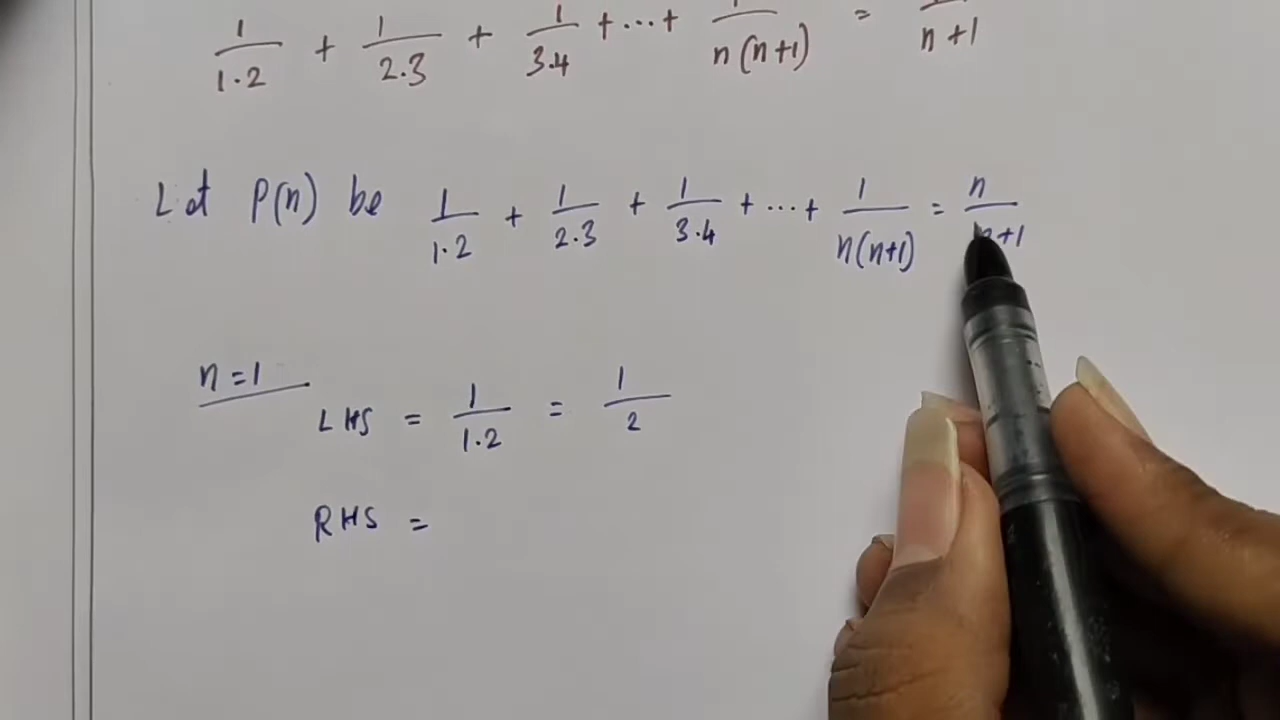 1/1.2 + 1/2.3 + 1/3.4 + ... + 1/n(n+1) = /n+1
Let P(n) be 1/1.2 + 1/2.3 + 1/3.4 + ... + 1/n(n+1) = n/n+1
n=1
LHS = 1/1.2 = 1/2
RHS =